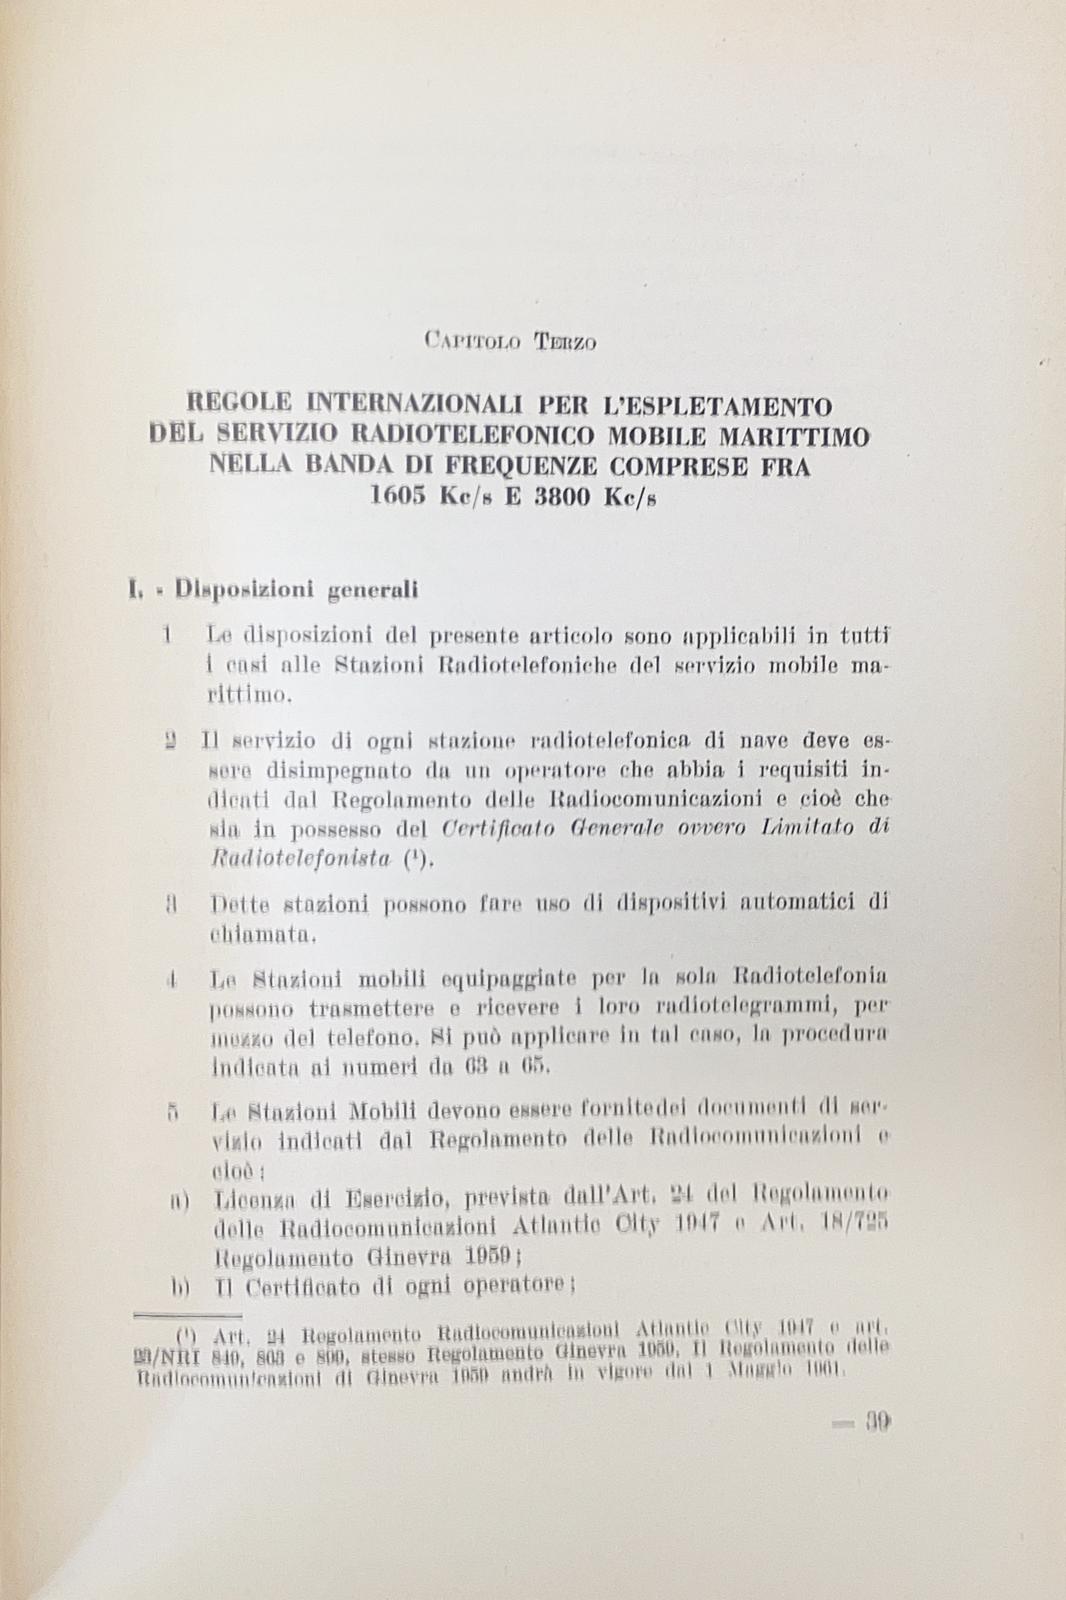 CAPITOLO TERZO
REGOLE INTERNAZIONALI PER L'ESPLETAMENTO
DEL SERVIZIO RADIOTELEFONICO MOBILE MARITTIMO
NELLA BANDA DI FREQUENZE COMPRESE FRA
1605 Kc/s E 3800 Kc/s
I. - Disposizioni generali
1 Le disposizioni del presente articolo sono applicabili in tutti
i casi alle Stazioni Radiotelefoniche del servizio mobile ma-
rittimo.
2 Il servizio di ogni stazione radiotelefonica di nave deve es-
sere disimpegnato da un operatore che abbia i requisiti in-
dicati dal Regolamento delle Radiocomunicazioni e cioè che
sia in possesso del Certificato Generale ovvero Limitato di
Radiotelefonista (¹).
3 Dette stazioni possono fare uso di dispositivi automatici di
chiamata.
4 Le Stazioni mobili equipaggiate per la sola Radiotelefonia
possono trasmettere e ricevere i loro radiotelegrammi, per
mezzo del telefono. Si può applicare in tal caso, la procedura
indicata ai numeri da 63 a 65.
5 Le Stazioni Mobili devono essere fornitedei documenti di ser-
vizio indicati dal Regolamento delle Radiocomunicazioni e
cioè:
a) Licenza di Esercizio, prevista dall'Art. 24 del Regolamento
delle Radiocomunicazioni Atlantic City 1947 e Art. 18/725
Regolamento Ginevra 1959;
b) Il Certificato di ogni operatore;
(¹) Art. 24 Regolamento Radiocomunicazioni Atlantic City 1947 e art.
23/NRI 849, 863 e 899, stesso Regolamento Ginevra 1959. Il Regolamento delle
Radiocomunicazioni di Ginevra 1959 andrà in vigore dal 1 Maggio 1961.
— 39